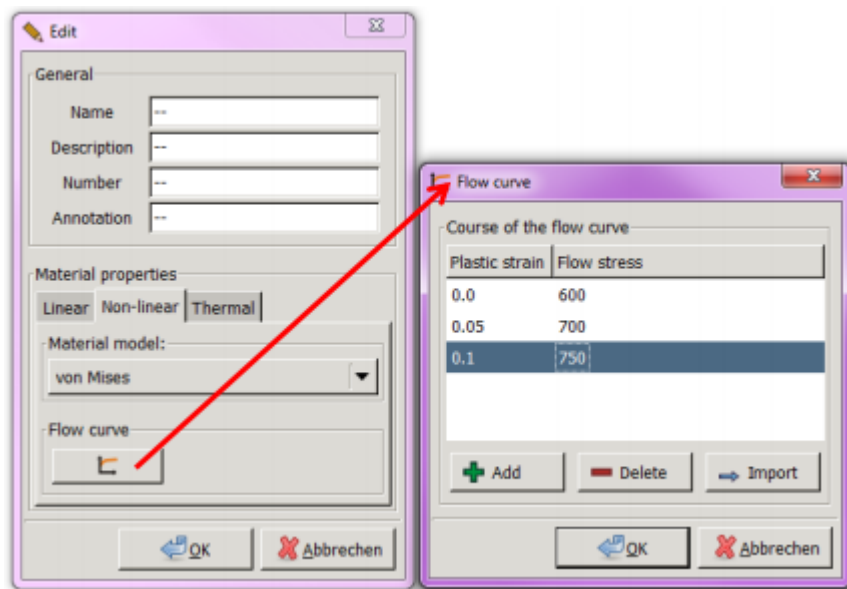 Edit
General
Name --
Description --
Number --
Annotation --
Material properties
Linear Non-linear Thermal
Material model:
von Mises
Flow curve
OK Abbrechen
Flow curve
Course of the flow curve
Plastic strain Flow stress
0.0 600
0.05 700
0.1 750
Add Delete Import
OK Abbrechen